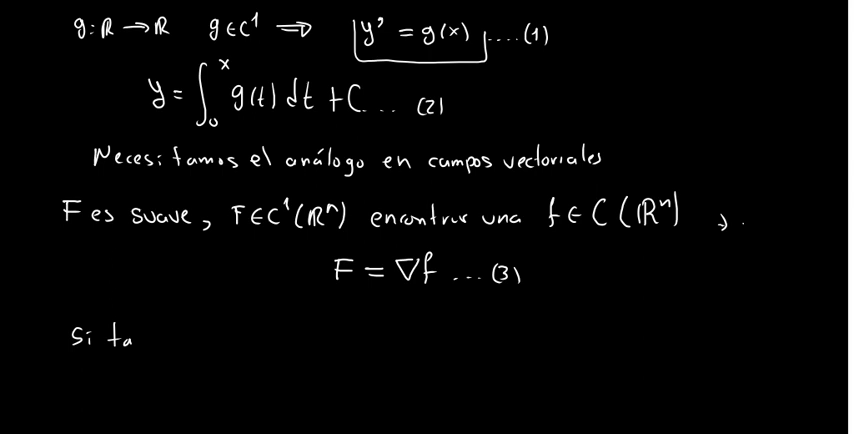 g: ℝ → ℝ g ∈ C¹ ⇒ y' = g(x) ....(1)
y = ∫₀ˣ g(t) dt + C... (2)
Necesitamos el análogo en campos vectoriales
F es suave, F ∈ C¹(ℝⁿ) encontrar una f ∈ C(ℝⁿ)
F = ∇f ...(3)
Si ta